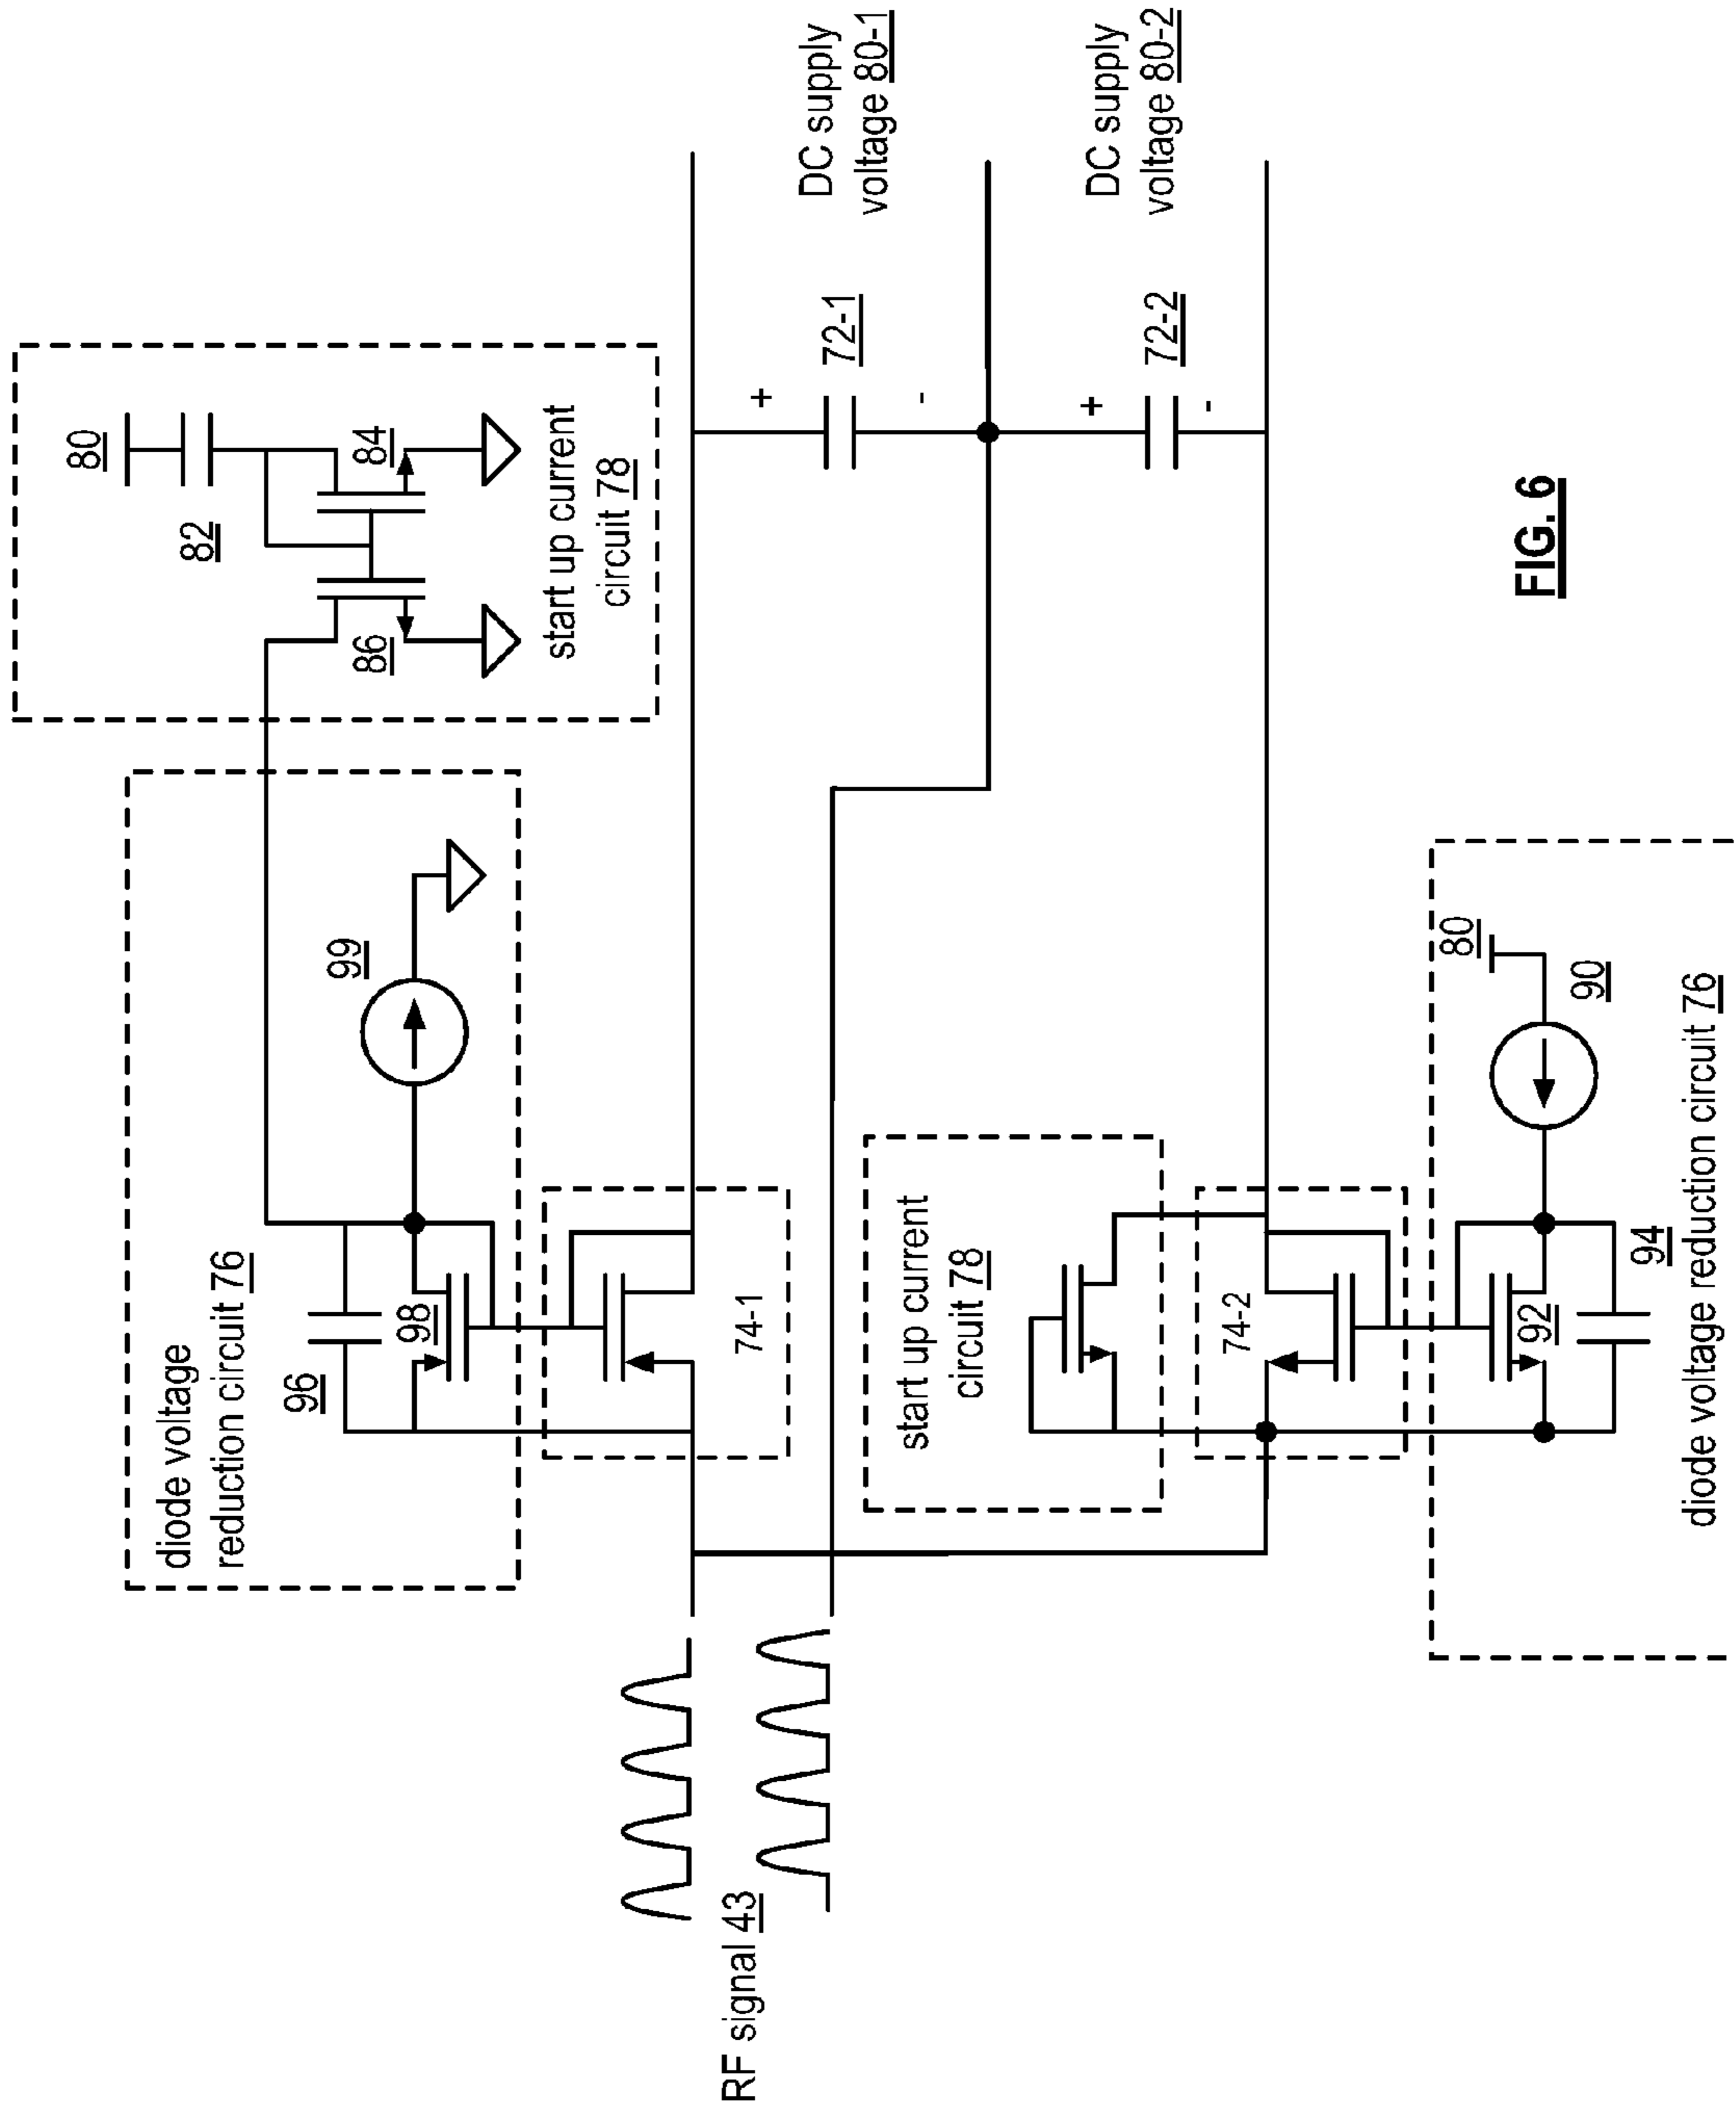 diode voltage
reduction circuit 76
96
98
99
80
82
84
86
start up current
circuit 78
74-1
RF signal 43
DC supply
voltage 80-1
72-1
+
-
DC supply
voltage 80-2
72-2
+
-
start up current
circuit 78
74-2
80
90
92
94
diode voltage reduction circuit 76
FIG. 6